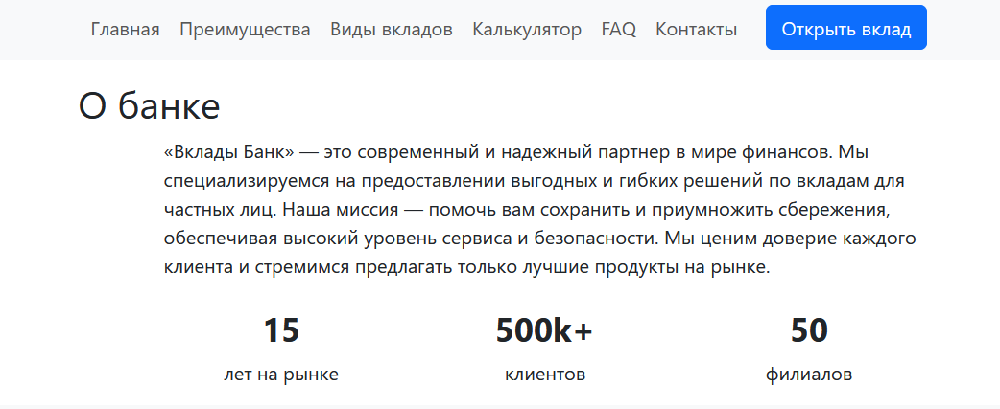 Главная Преимущества Виды вкладов Калькулятор FAQ Контакты Открыть вклад
О банке
«Вклады Банк» — это современный и надежный партнер в мире финансов. Мы
специализируемся на предоставлении выгодных и гибких решений по вкладам для
частных лиц. Наша миссия — помочь вам сохранить и приумножить сбережения,
обеспечивая высокий уровень сервиса и безопасности. Мы ценим доверие каждого
клиента и стремимся предлагать только лучшие продукты на рынке.
15 500k+ 50
лет на рынке клиентов филиалов